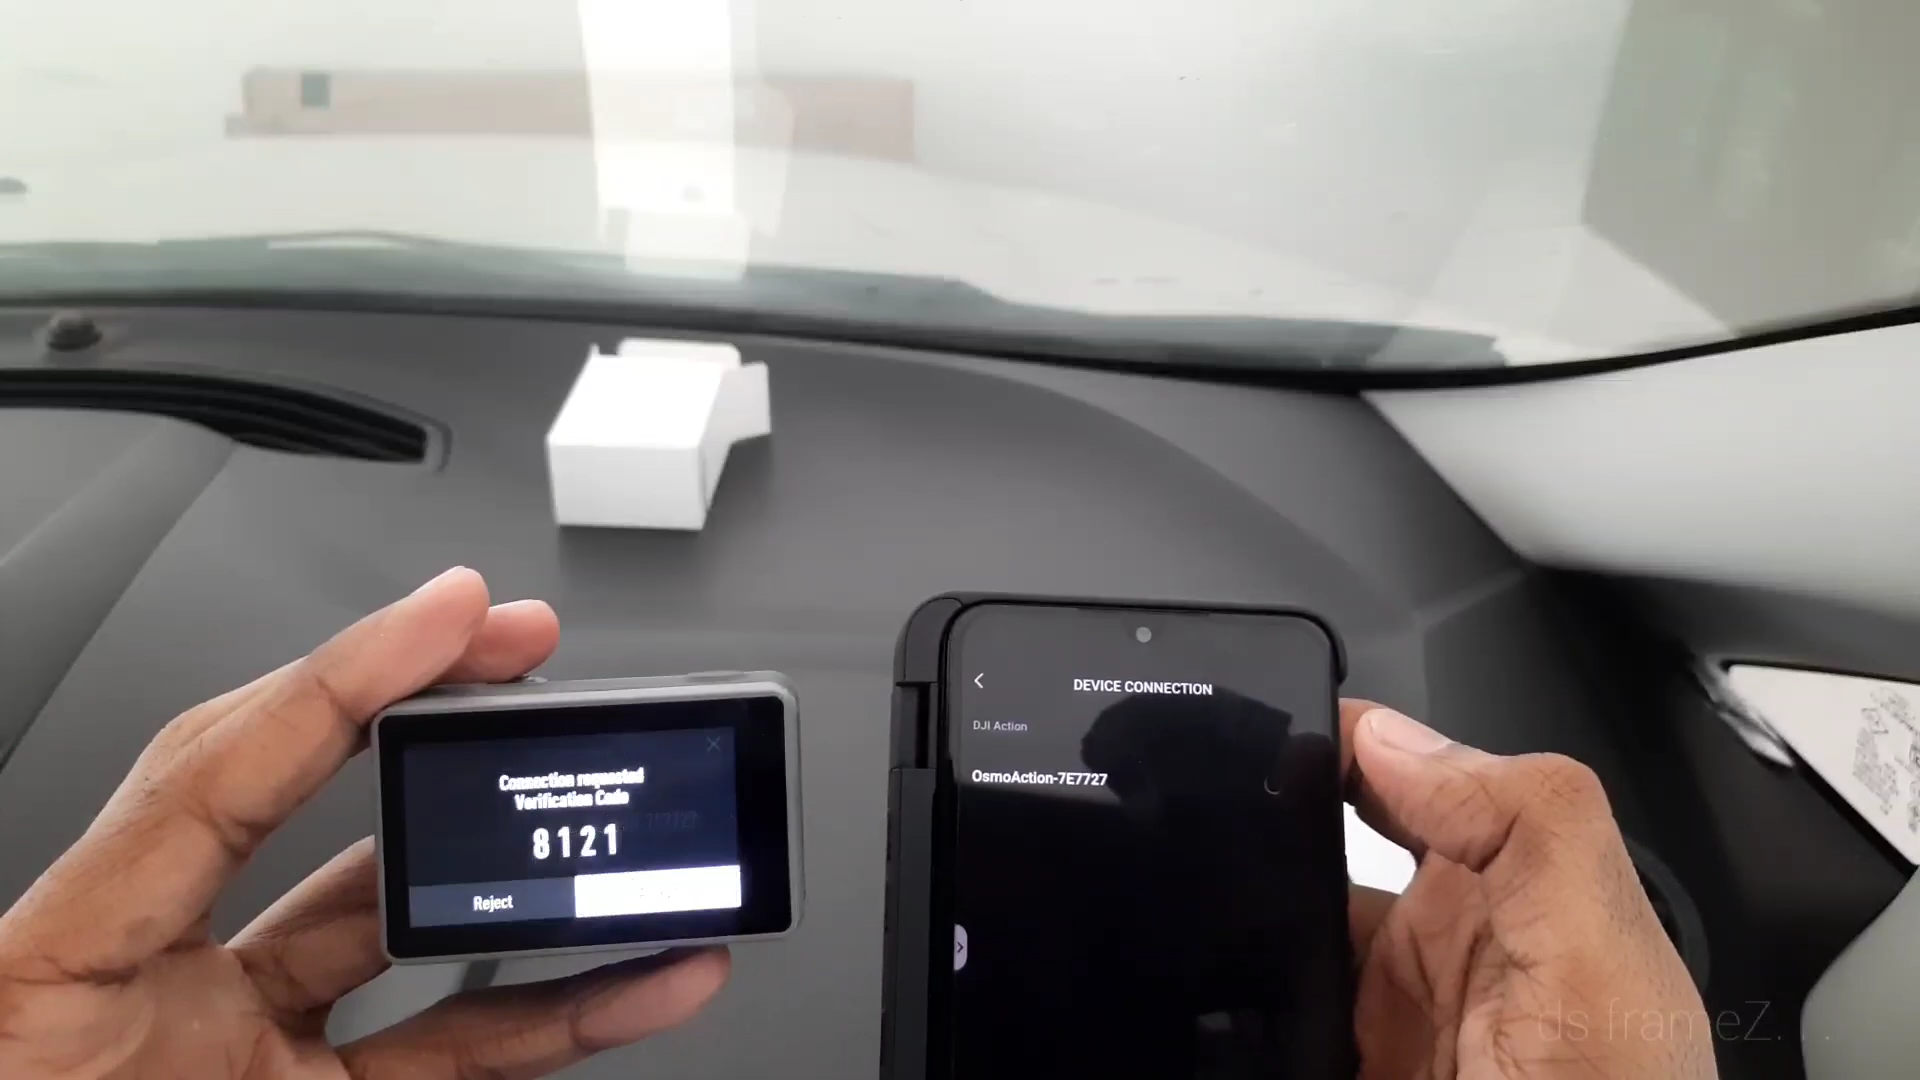 Connection requested
Verification Code
8121
Reject
DEVICE CONNECTION
DJI Action
OsmoAction-7E7727
ds frameZ...